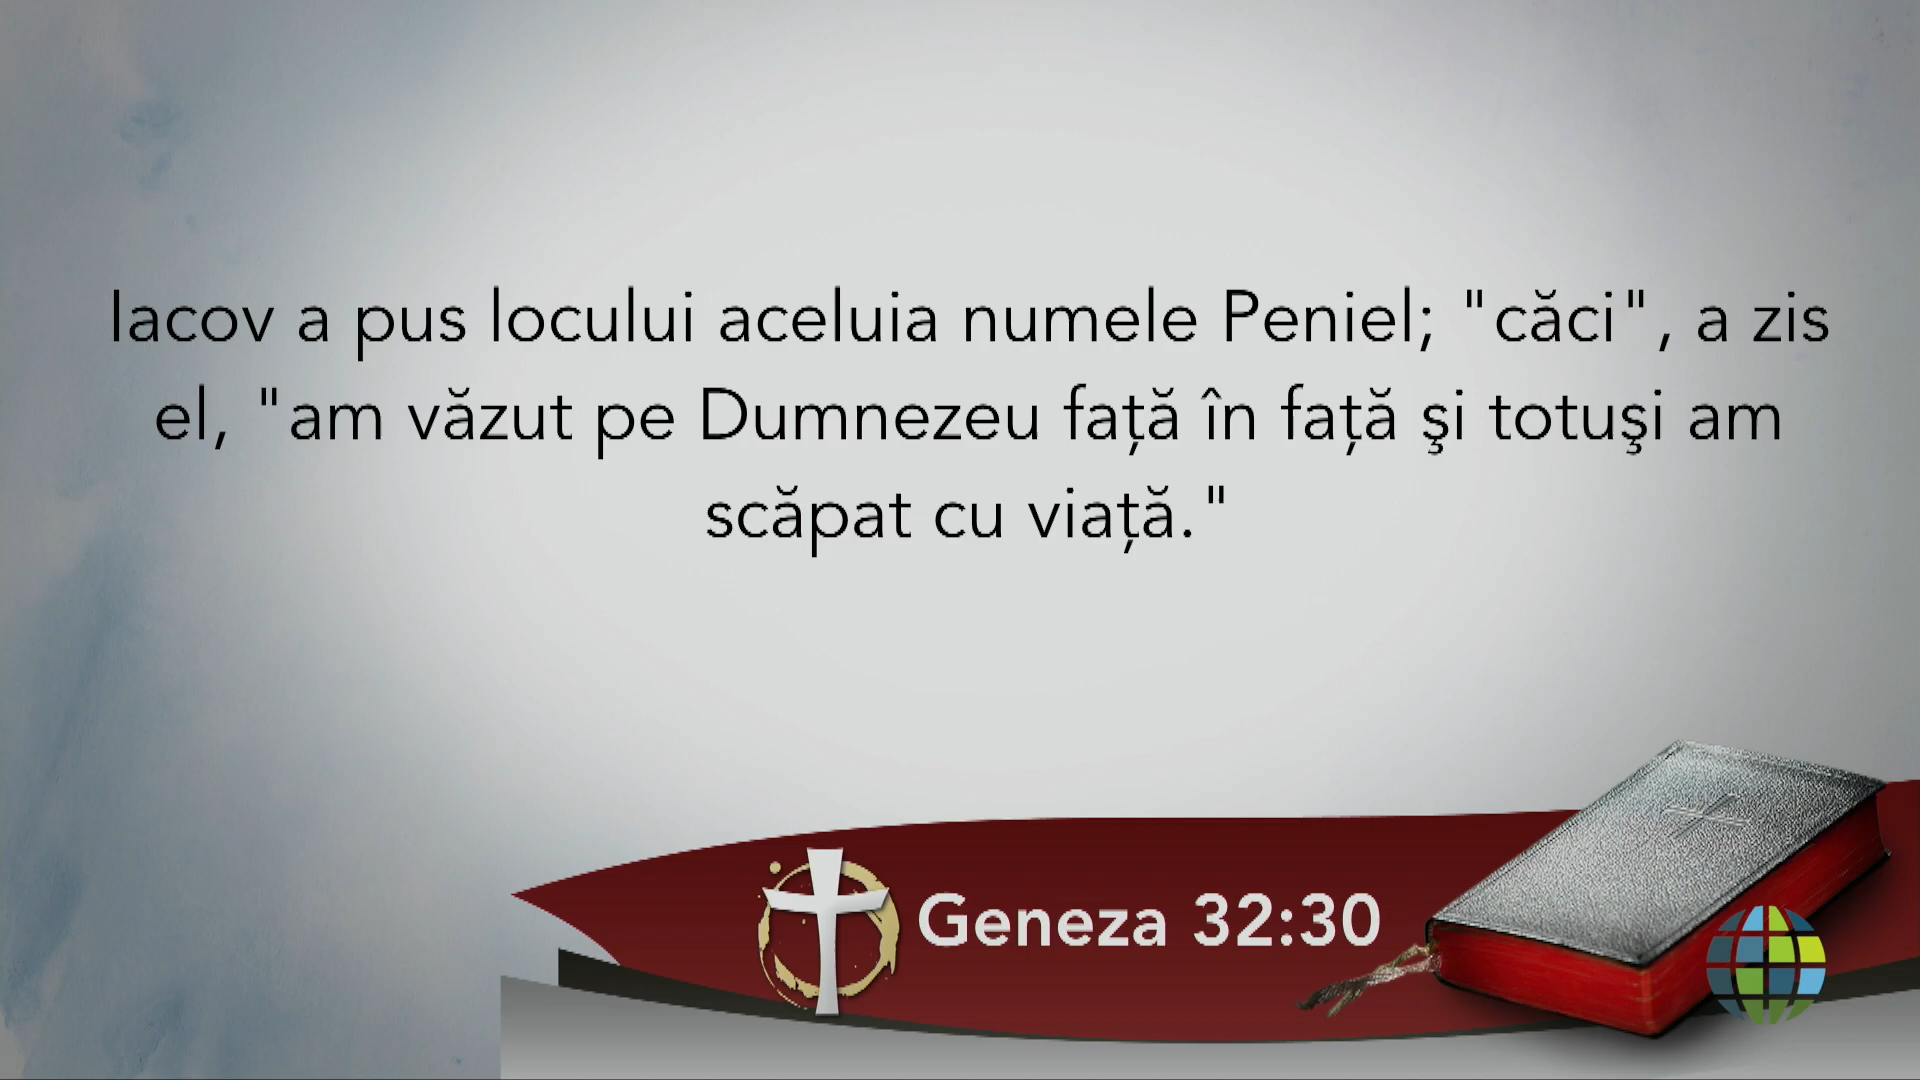 Iacov a pus locului aceluia numele Peniel; "căci", a zis
el, "am văzut pe Dumnezeu față în față şi totuşi am
scăpat cu viață."
Geneza 32:30